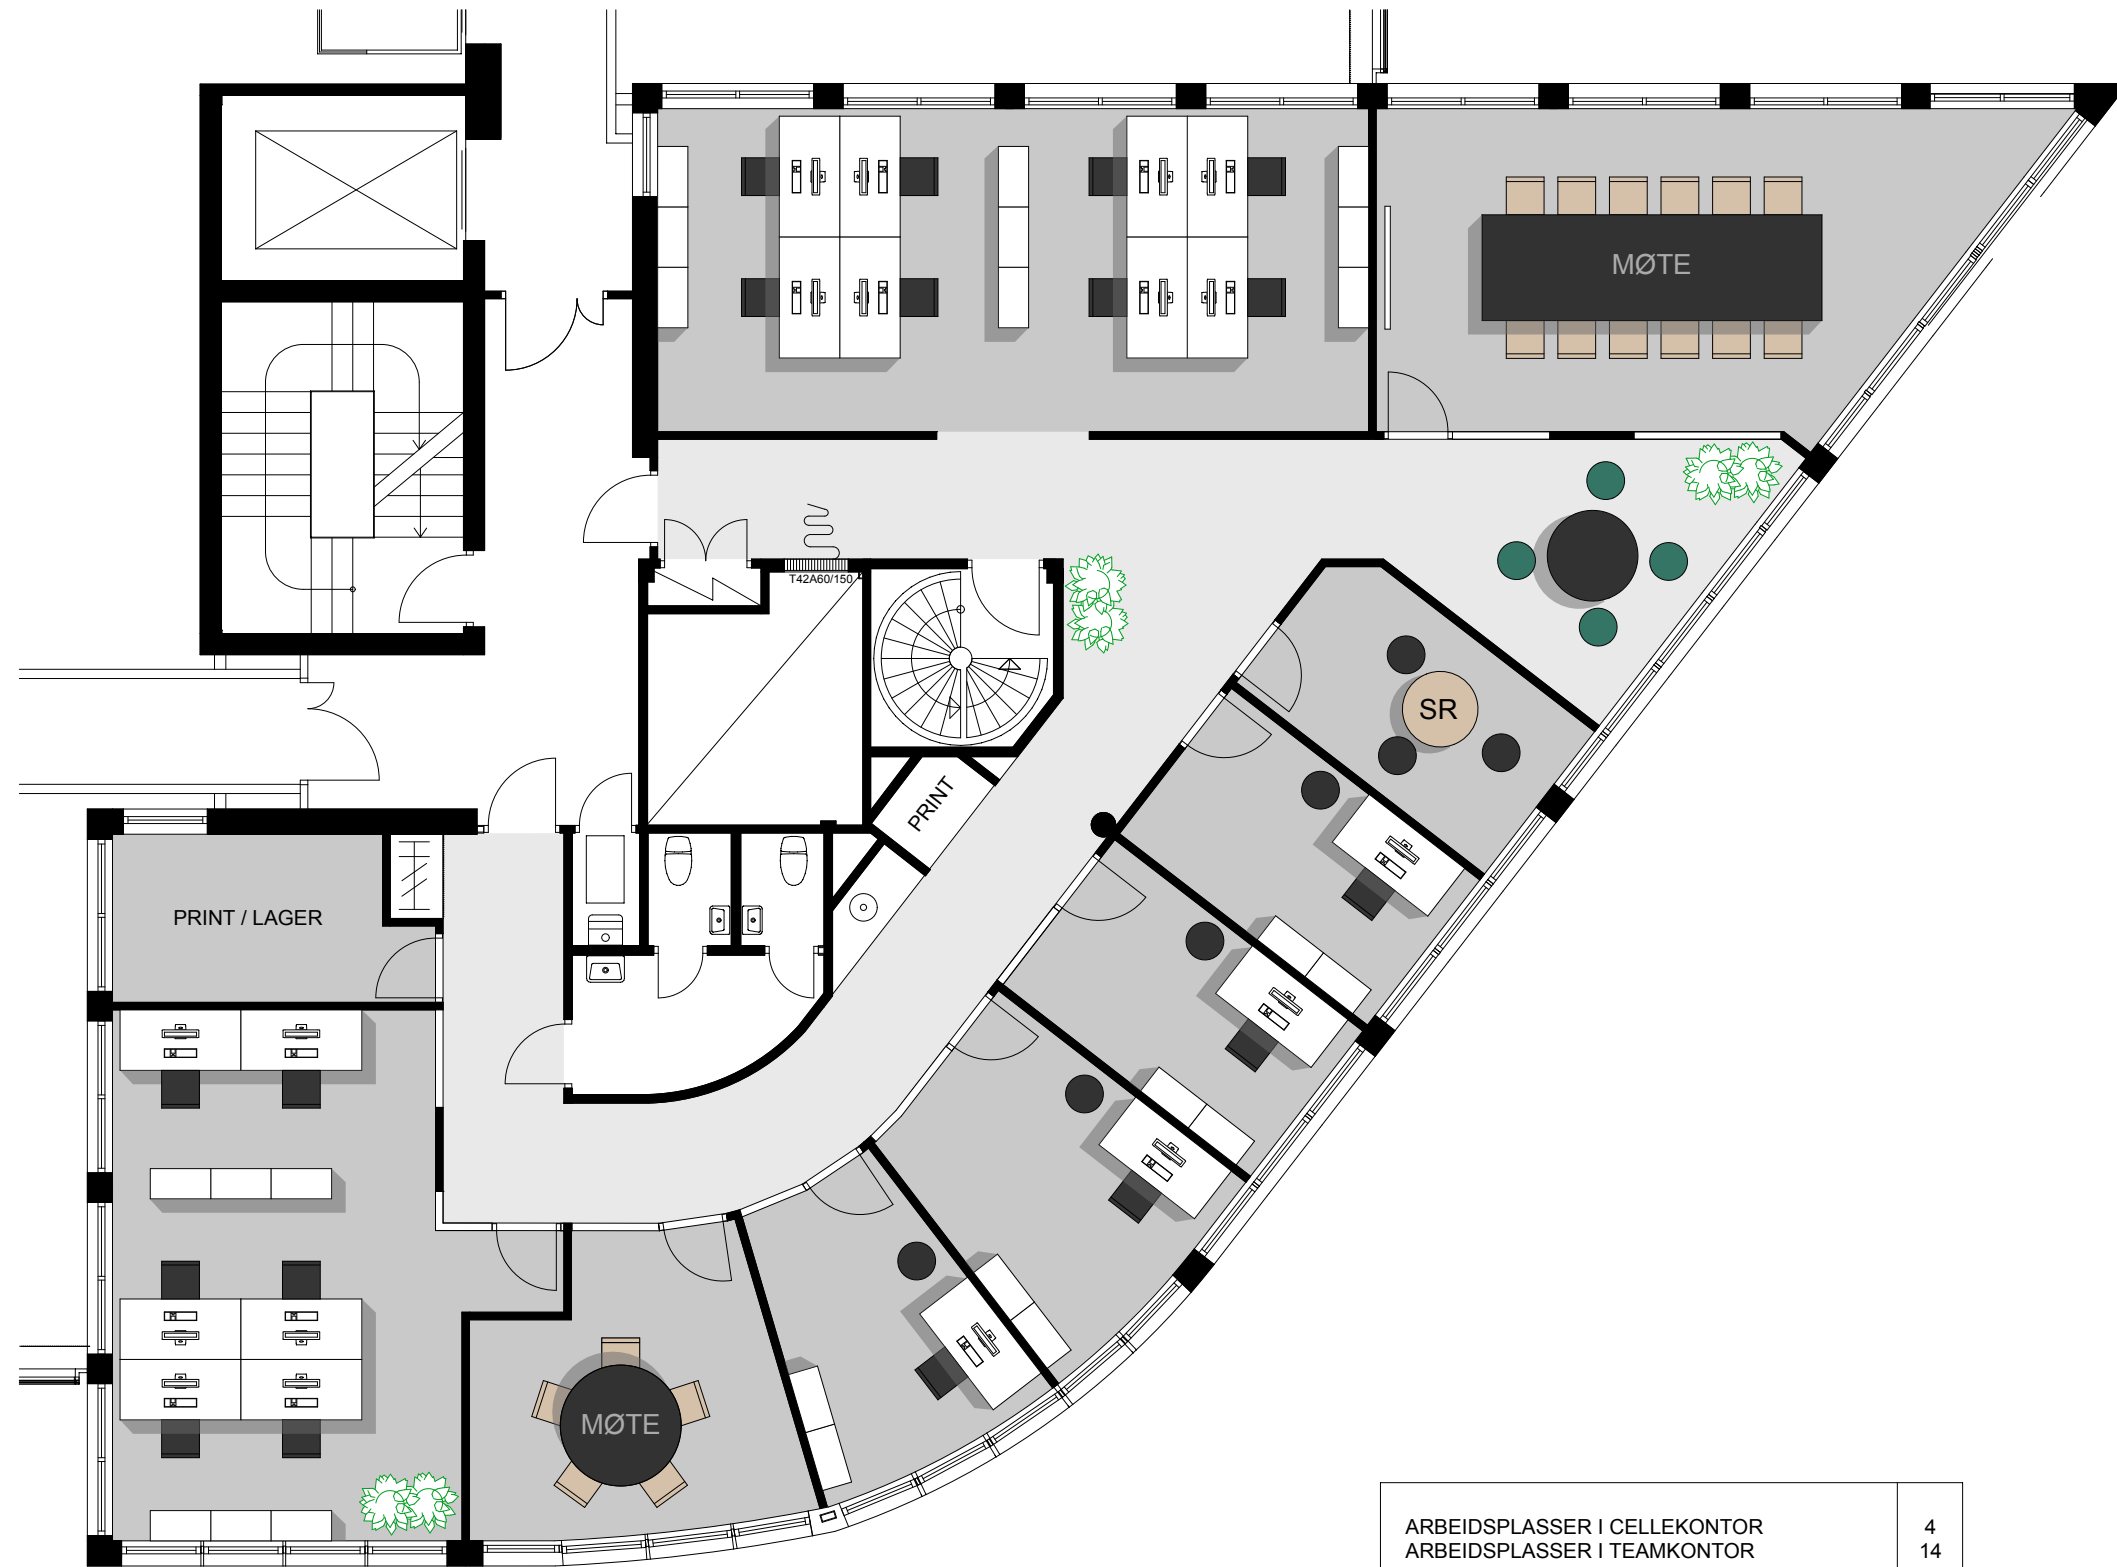 MØTE
T42A60/150
SR
PRINT
PRINT / LAGER
MØTE
ARBEIDSPLASSER I CELLEKONTOR 4
ARBEIDSPLASSER I TEAMKONTOR 14